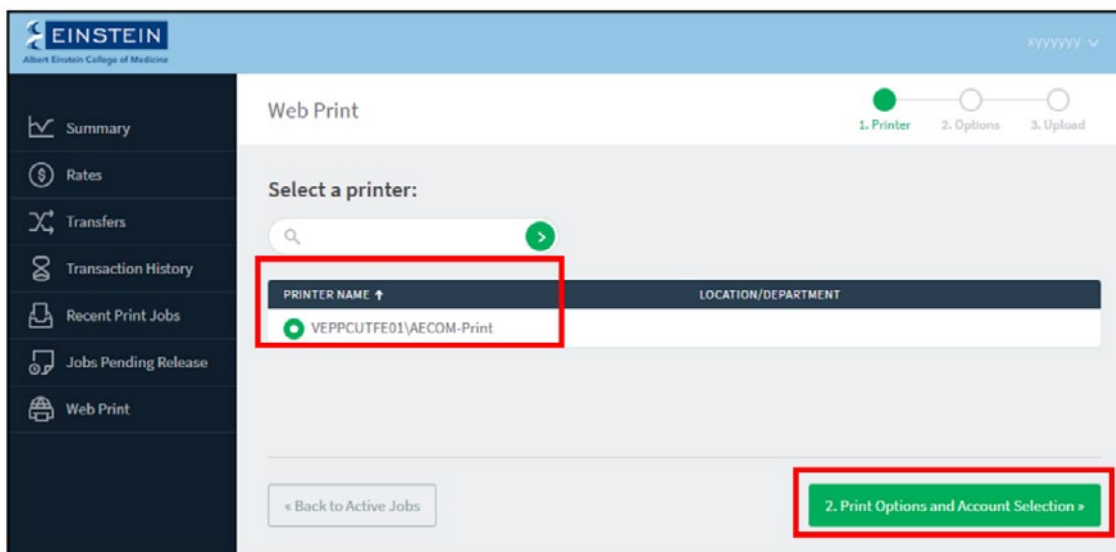 EINSTEIN
Albert Einstein College of Medicine
xyyyyyy
Summary
Rates
Transfers
Transaction History
Recent Print Jobs
Jobs Pending Release
Web Print
Web Print
1. Printer
2. Options
3. Upload
Select a printer:
PRINTER NAME ↑ LOCATION/DEPARTMENT
VEPPCUTFE01\AECOM-Print
« Back to Active Jobs
2. Print Options and Account Selection »